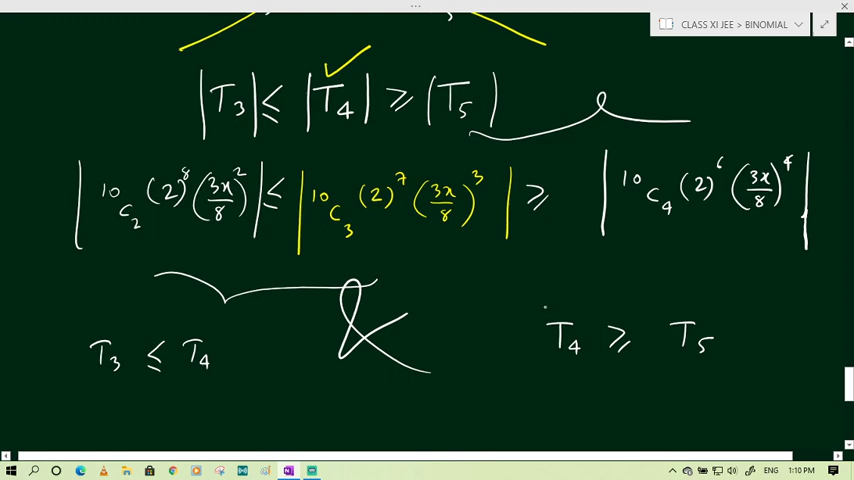 CLASS XI JEE > BINOMIAL
|T₃| ≤ |T₄| ≥ |T₅|
|¹⁰C₂ (2)⁸ (3x/8)²| ≤ |¹⁰C₃ (2)⁷ (3x/8)³| ≥ |¹⁰C₄ (2)⁶ (3x/8)⁴|
T₃ ≤ T₄ & T₄ ≥ T₅
ENG 1:10 PM